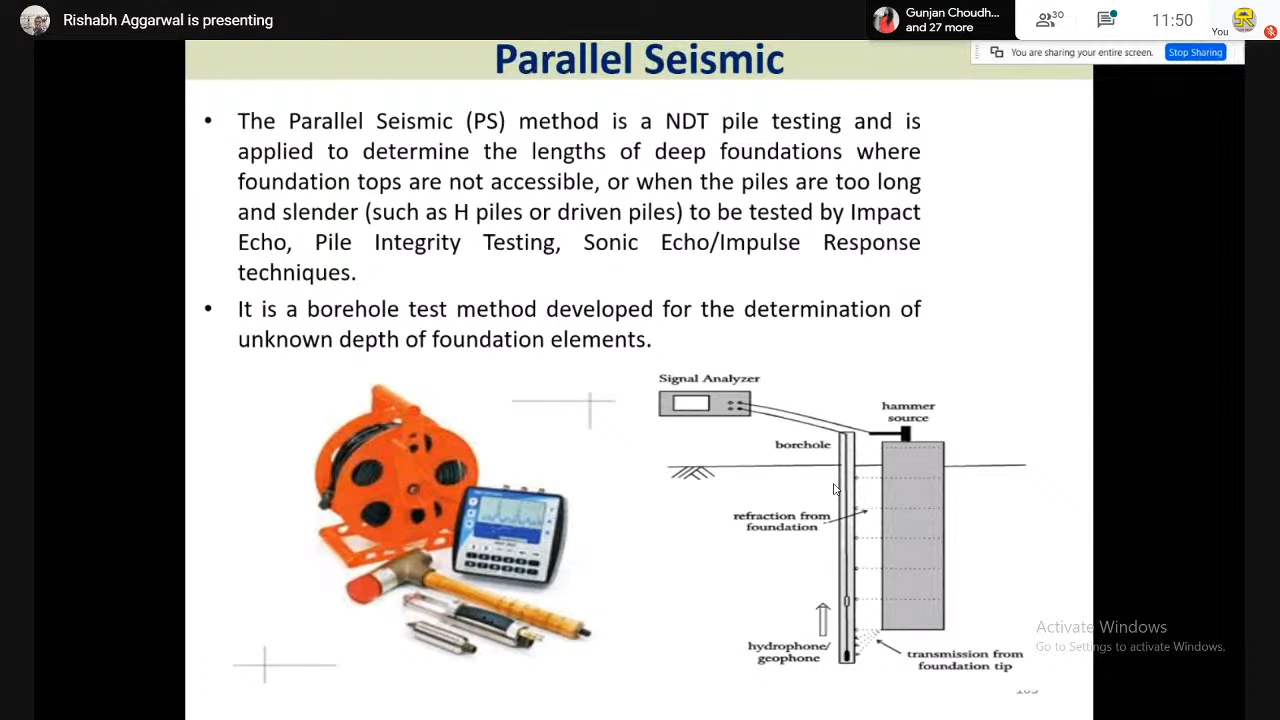 Rishabh Aggarwal is presenting
Gunjan Choudh...
and 27 more
30
11:50
You
You are sharing your entire screen.
Stop Sharing
Parallel Seismic
• The Parallel Seismic (PS) method is a NDT pile testing and is
applied to determine the lengths of deep foundations where
foundation tops are not accessible, or when the piles are too long
and slender (such as H piles or driven piles) to be tested by Impact
Echo, Pile Integrity Testing, Sonic Echo/Impulse Response
techniques.
• It is a borehole test method developed for the determination of
unknown depth of foundation elements.
Signal Analyzer
hammer
source
borehole
refraction from
foundation
hydrophone/
geophone
transmission from
foundation tip
Activate Windows
Go to Settings to activate Windows.